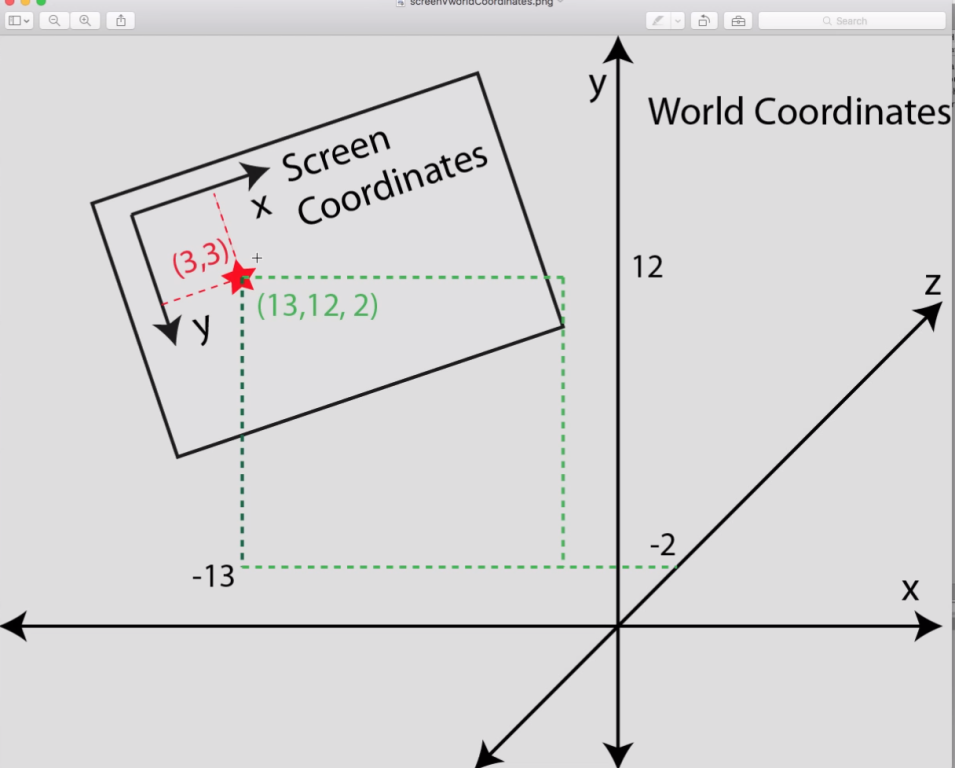 screenVworldCoordinates.png
Search
y
World Coordinates
Screen
Coordinates
x
(3,3)
12
z
(13,12, 2)
y
-2
-13
x